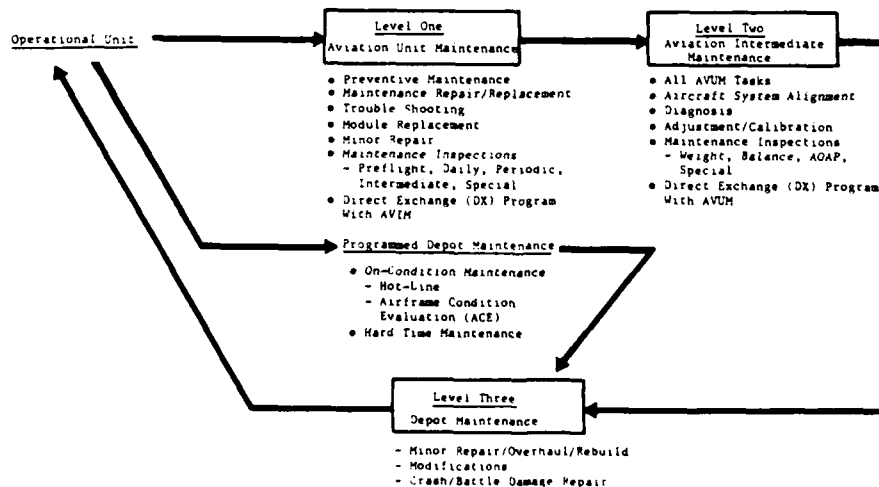 Operational Unit
Level One
Aviation Unit Maintenance
● Preventive Maintenance
● Maintenance Repair/Replacement
● Trouble Shooting
● Module Replacement
● Minor Repair
● Maintenance Inspections
- Preflight, Daily, Periodic,
Intermediate, Special
● Direct Exchange (DX) Program
With AVIM
Level Two
Aviation Intermediate
Maintenance
● All AVUM Tasks
● Aircraft System Alignment
● Diagnosis
● Adjustment/Calibration
● Maintenance Inspections
- Weight, Balance, AOAP,
Special
● Direct Exchange (DX) Program
With AVUM
Programmed Depot Maintenance
● On-Condition Maintenance
- Hot-Line
- Airframe Condition
Evaluation (ACE)
● Hard Time Maintenance
Level Three
Depot Maintenance
- Minor Repair/Overhaul/Rebuild
- Modifications
- Crash/Battle Damage Repair